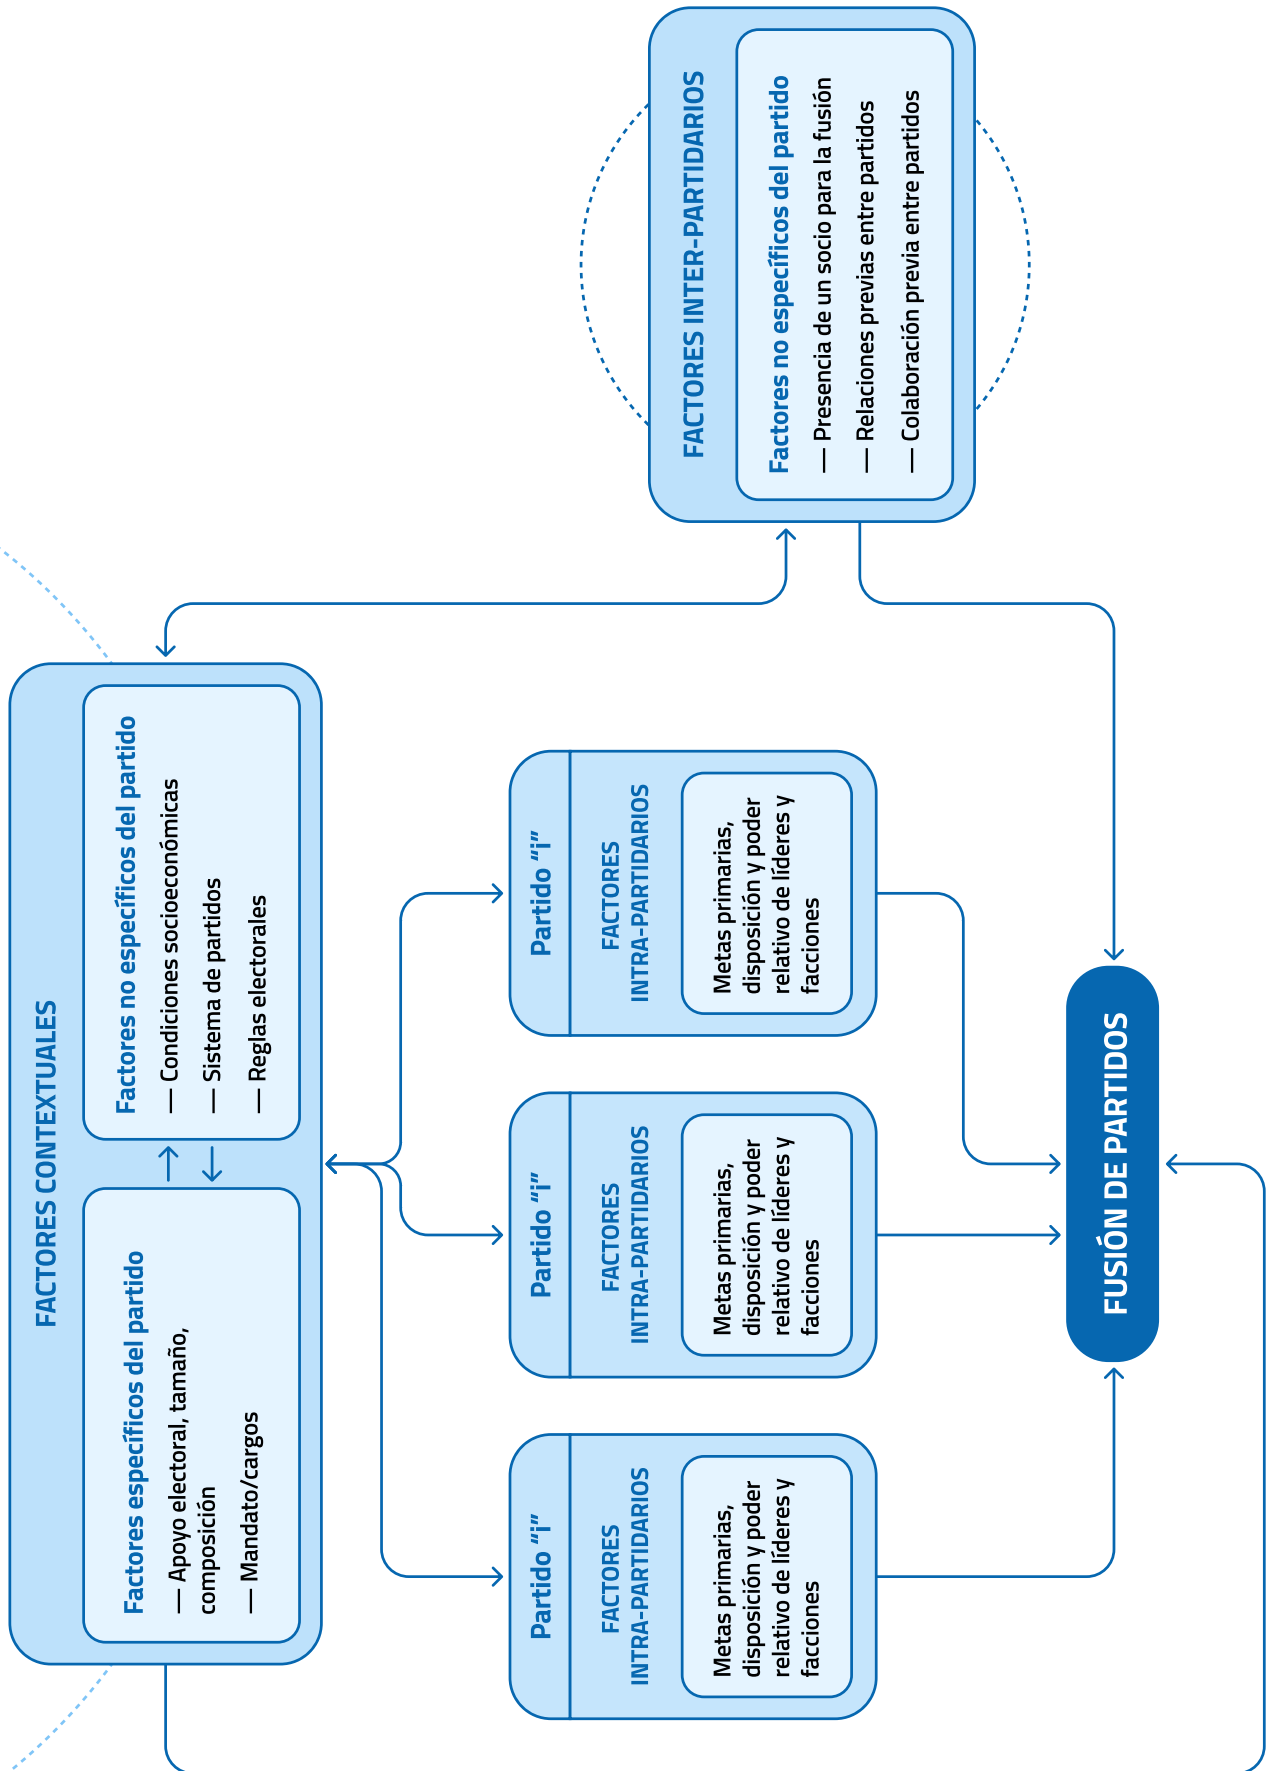 FACTORES CONTEXTUALES
Factores específicos del partido
— Apoyo electoral, tamaño,
composición
— Mandato/cargos
Factores no específicos del partido
— Condiciones socioeconómicas
— Sistema de partidos
— Reglas electorales
Partido “i”
FACTORES
INTRA-PARTIDARIOS
Metas primarias,
disposición y poder
relativo de líderes y
facciones
Partido “i”
FACTORES
INTRA-PARTIDARIOS
Metas primarias,
disposición y poder
relativo de líderes y
facciones
Partido “i”
FACTORES
INTRA-PARTIDARIOS
Metas primarias,
disposición y poder
relativo de líderes y
facciones
FACTORES INTER-PARTIDARIOS
Factores no específicos del partido
— Presencia de un socio para la fusión
— Relaciones previas entre partidos
— Colaboración previa entre partidos
FUSIÓN DE PARTIDOS